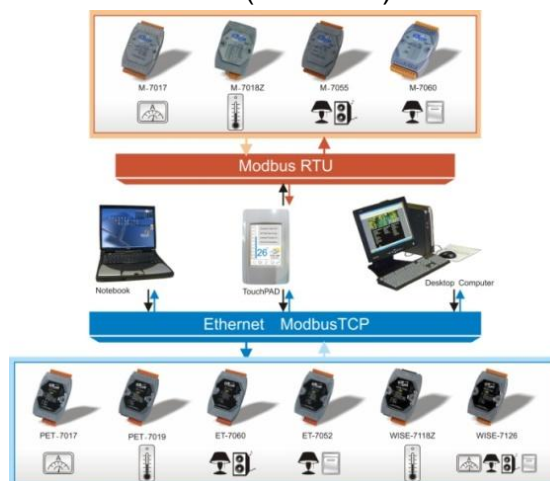 M-7017 M-7018Z M-7055 M-7060
Modbus RTU
26
Notebook TouchPAD Desktop Computer
Ethernet ModbusTCP
PET-7017 PET-7019 ET-7060 ET-7052 WISE-7118Z WISE-7126